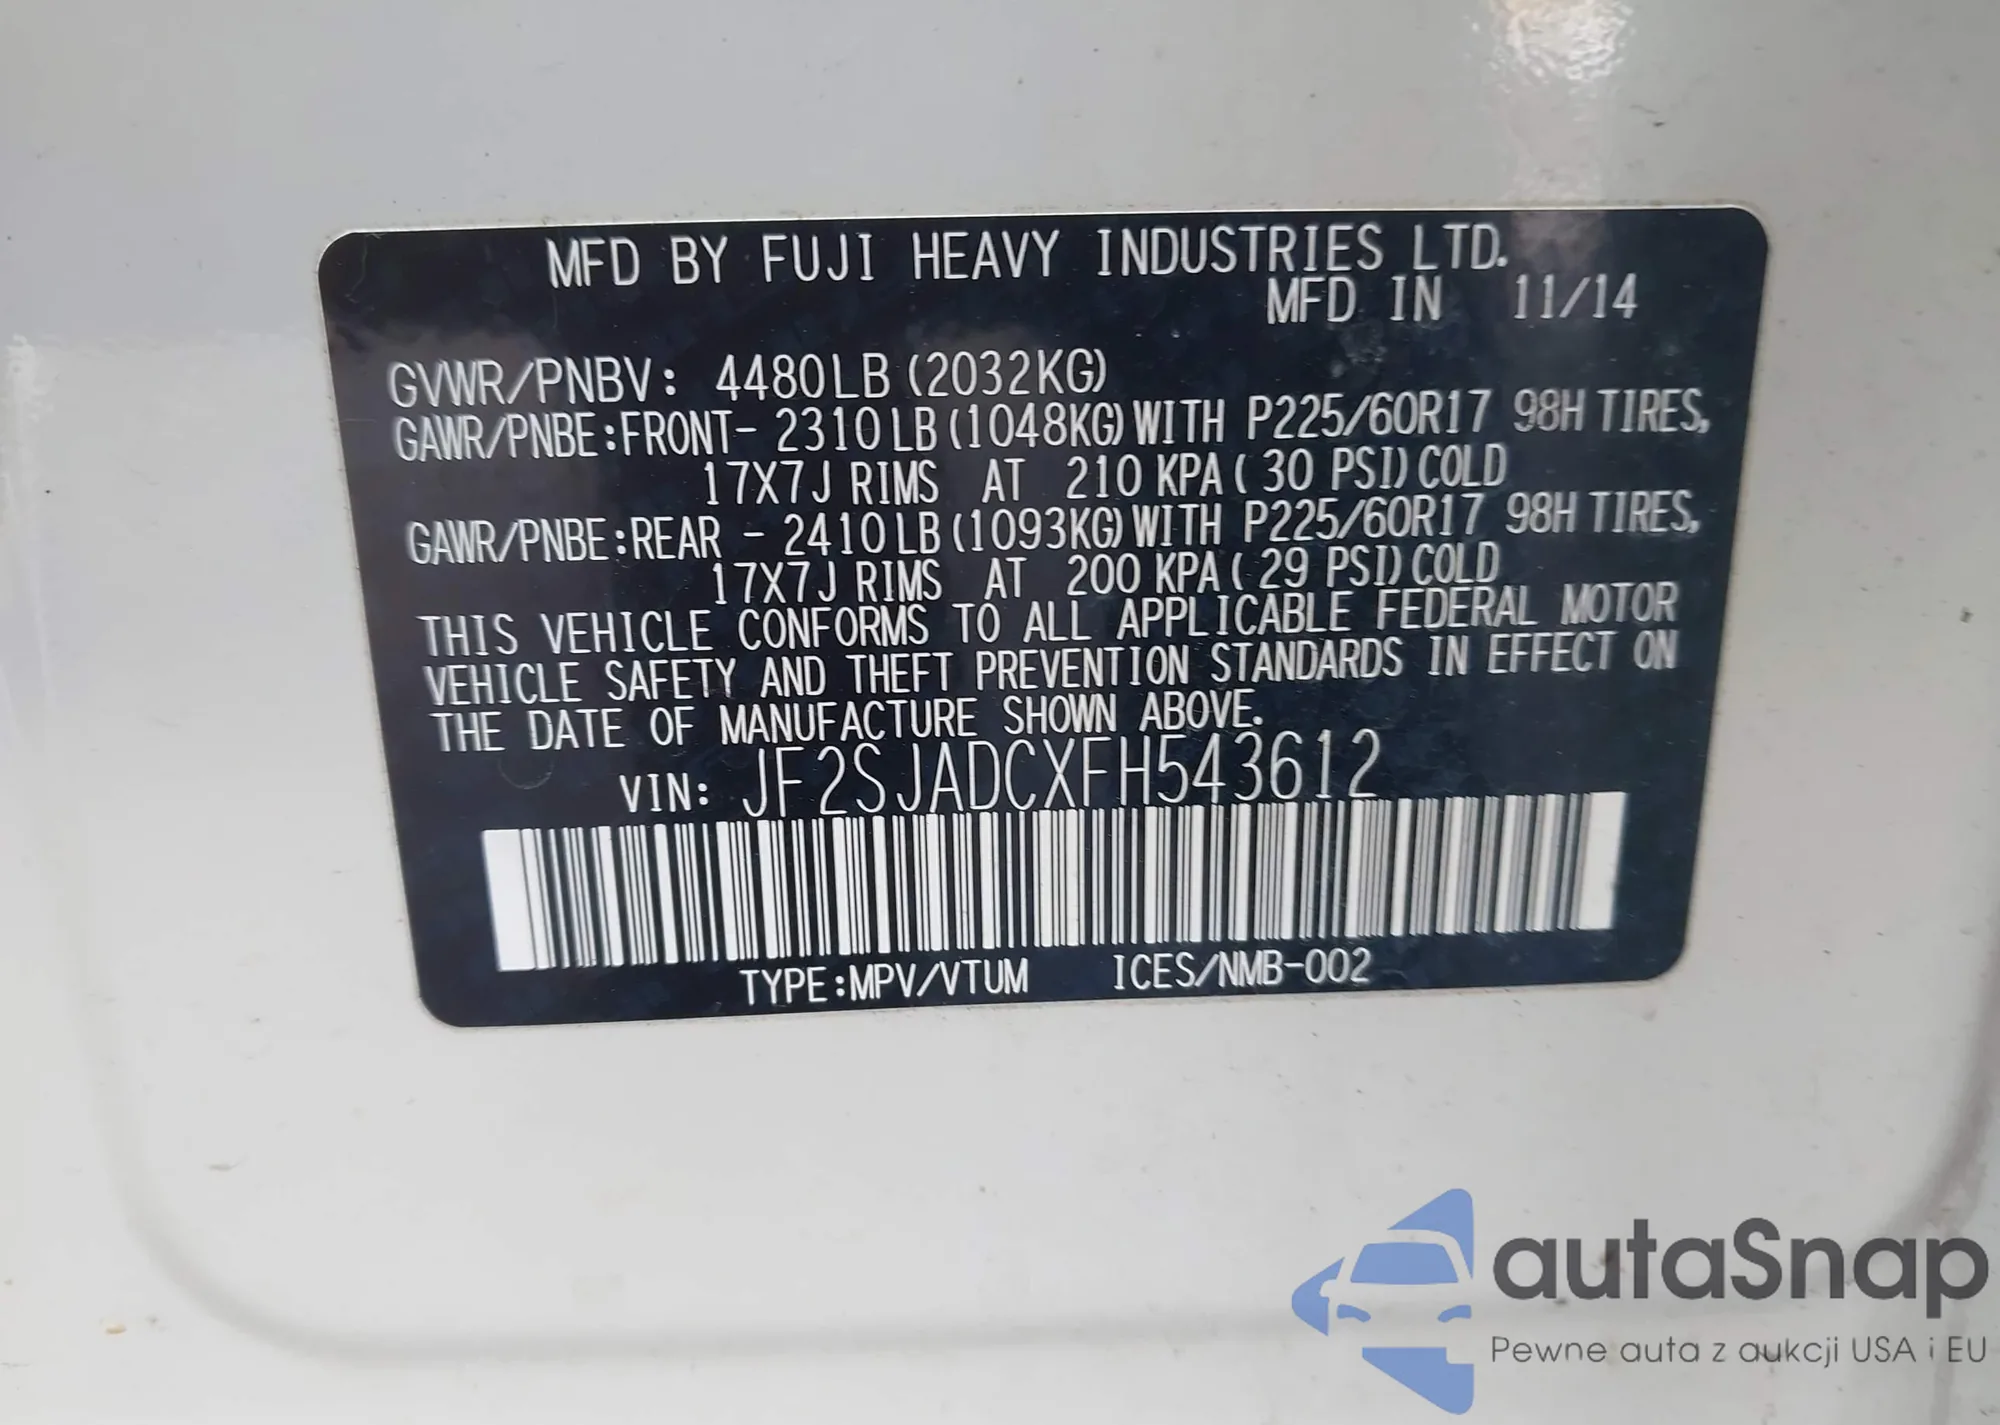 MFD BY FUJI HEAVY INDUSTRIES LTD.
MFD IN 11/14
GVWR/PNBV: 4480LB (2032KG)
GAWR/PNBE:FRONT- 2310LB (1048KG) WITH P225/60R17 98H TIRES,
17X7J RIMS AT 210 KPA ( 30 PSI) COLD
GAWR/PNBE:REAR - 2410LB (1093KG) WITH P225/60R17 98H TIRES,
17X7J RIMS AT 200 KPA ( 29 PSI) COLD
THIS VEHICLE CONFORMS TO ALL APPLICABLE FEDERAL MOTOR
VEHICLE SAFETY AND THEFT PREVENTION STANDARDS IN EFFECT ON
THE DATE OF MANUFACTURE SHOWN ABOVE.
VIN: JF2SJADCXFH543612
TYPE:MPV/VTUM ICES/NMB-002
autaSnap
Pewne auta z aukcji USA i EU